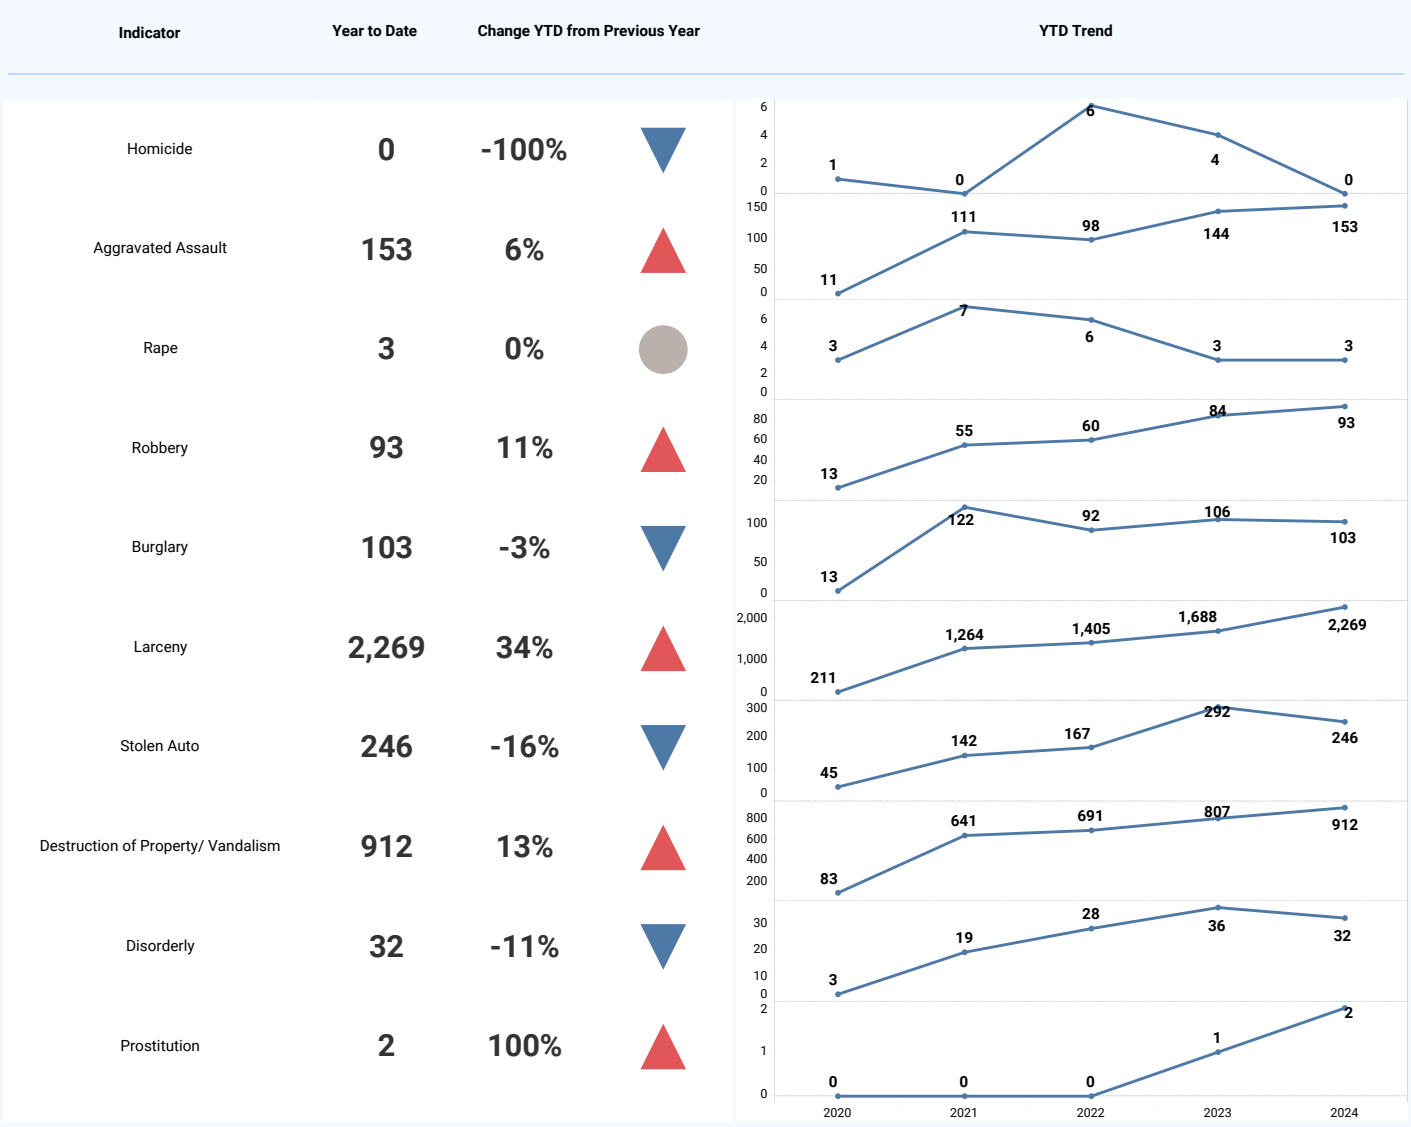 Indicator Year to Date Change YTD from Previous Year YTD Trend
Homicide 0 -100%
6
4
2
0
1 0 6 4 0
Aggravated Assault 153 6%
150
100
50
0
11 111 98 144 153
Rape 3 0%
6
4
2
0
3 7 6 3 3
Robbery 93 11%
80
60
40
20
13 55 60 84 93
Burglary 103 -3%
100
50
0
13 122 92 106 103
Larceny 2,269 34%
2,000
1,000
0
211 1,264 1,405 1,688 2,269
Stolen Auto 246 -16%
300
200
100
0
45 142 167 292 246
Destruction of Property/ Vandalism 912 13%
800
600
400
200
83 641 691 807 912
Disorderly 32 -11%
30
20
10
0
3 19 28 36 32
Prostitution 2 100%
2
1
0
0 0 0 1 2
2020 2021 2022 2023 2024